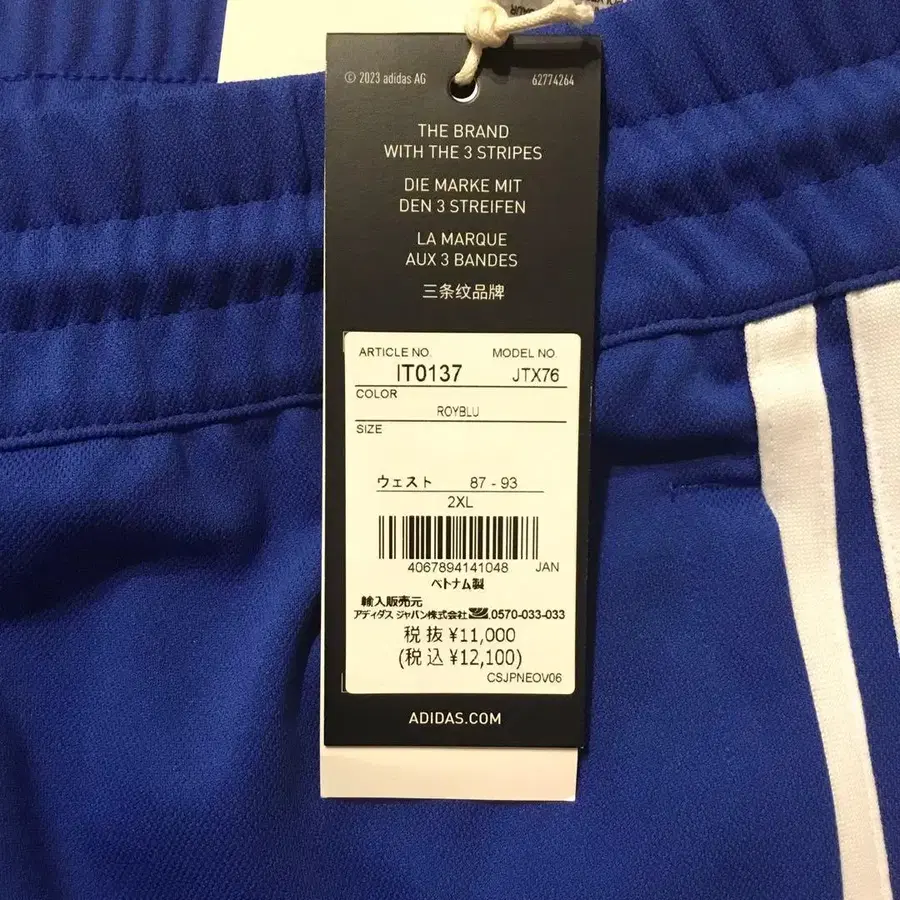 © 2023 adidas AG 62774264
THE BRAND
WITH THE 3 STRIPES
DIE MARKE MIT
DEN 3 STREIFEN
LA MARQUE
AUX 3 BANDES
三条纹品牌
ARTICLE NO. MODEL NO.
IT0137 JTX76
COLOR
ROYBLU
SIZE
ウェスト 87 - 93
2XL
4067894141048 JAN
ベトナム製
輸入販売元
アディダス ジャパン株式会社 0570-033-033
税抜 ¥11,000
(税込 ¥12,100)
CSJPNEOV06
ADIDAS.COM